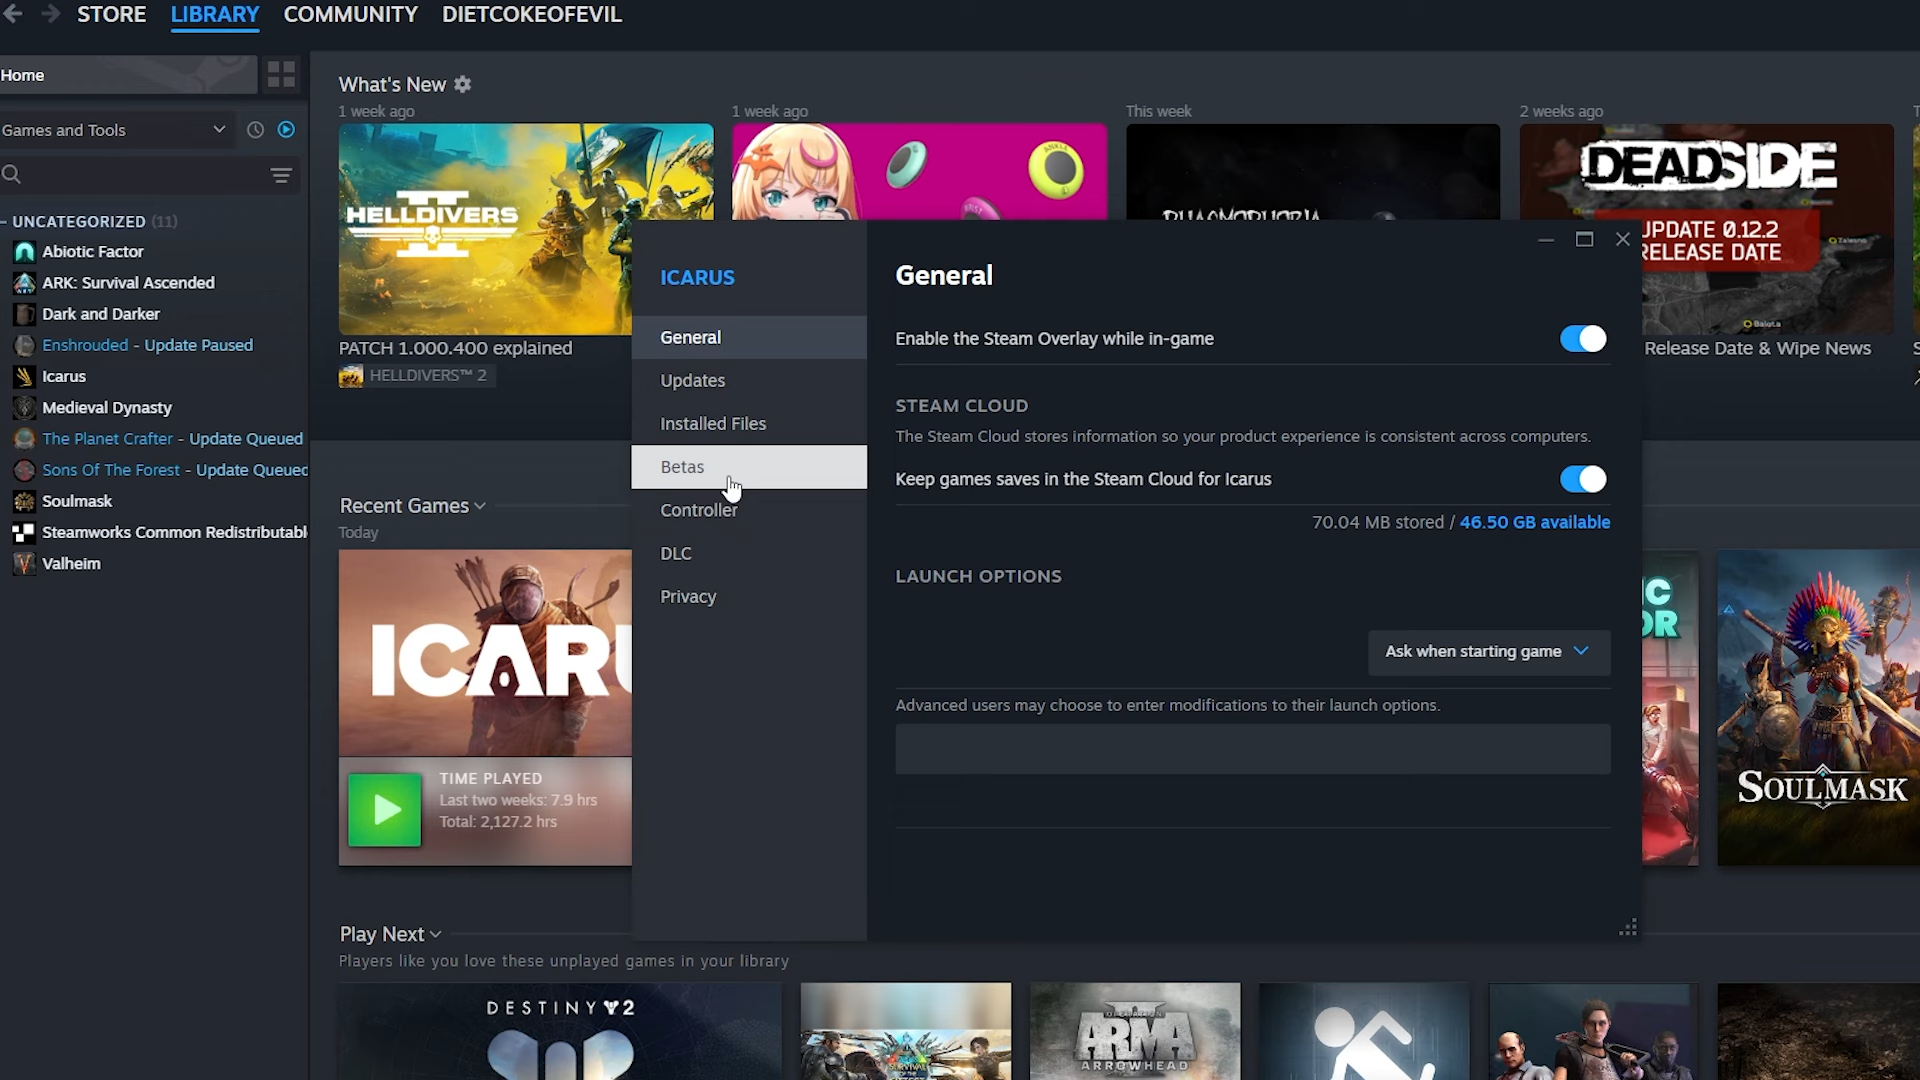 STORE LIBRARY COMMUNITY DIETCOKEOFEVIL
Home
Games and Tools
UNCATEGORIZED (11)
Abiotic Factor
ARK: Survival Ascended
Dark and Darker
Enshrouded - Update Paused
Icarus
Medieval Dynasty
The Planet Crafter - Update Queued
Sons Of The Forest - Update Queued
Soulmask
Steamworks Common Redistributabl
Valheim
What's New
1 week ago
HELLDIVERS
II
PATCH 1.000.400 explained
HELLDIVERS™ 2
1 week ago
ANKLE
This week
PHASMOPHOBIA
2 weeks ago
DEADSIDE
UPDATE 0.12.2
RELEASE DATE
Balota
Release Date & Wipe News
ICARUS
General
Updates
Installed Files
Betas
Controller
DLC
Privacy
General
Enable the Steam Overlay while in-game
STEAM CLOUD
The Steam Cloud stores information so your product experience is consistent across computers.
Keep games saves in the Steam Cloud for Icarus
70.04 MB stored / 46.50 GB available
LAUNCH OPTIONS
Ask when starting game
Advanced users may choose to enter modifications to their launch options.
Recent Games
Today
ICARU
TIME PLAYED
Last two weeks: 7.9 hrs
Total: 2,127.2 hrs
IC
OR
SOULMASK
Play Next
Players like you love these unplayed games in your library
DESTINY 2
ARK
SURVIVAL
OPERATION
ARMA
ARROWHEAD